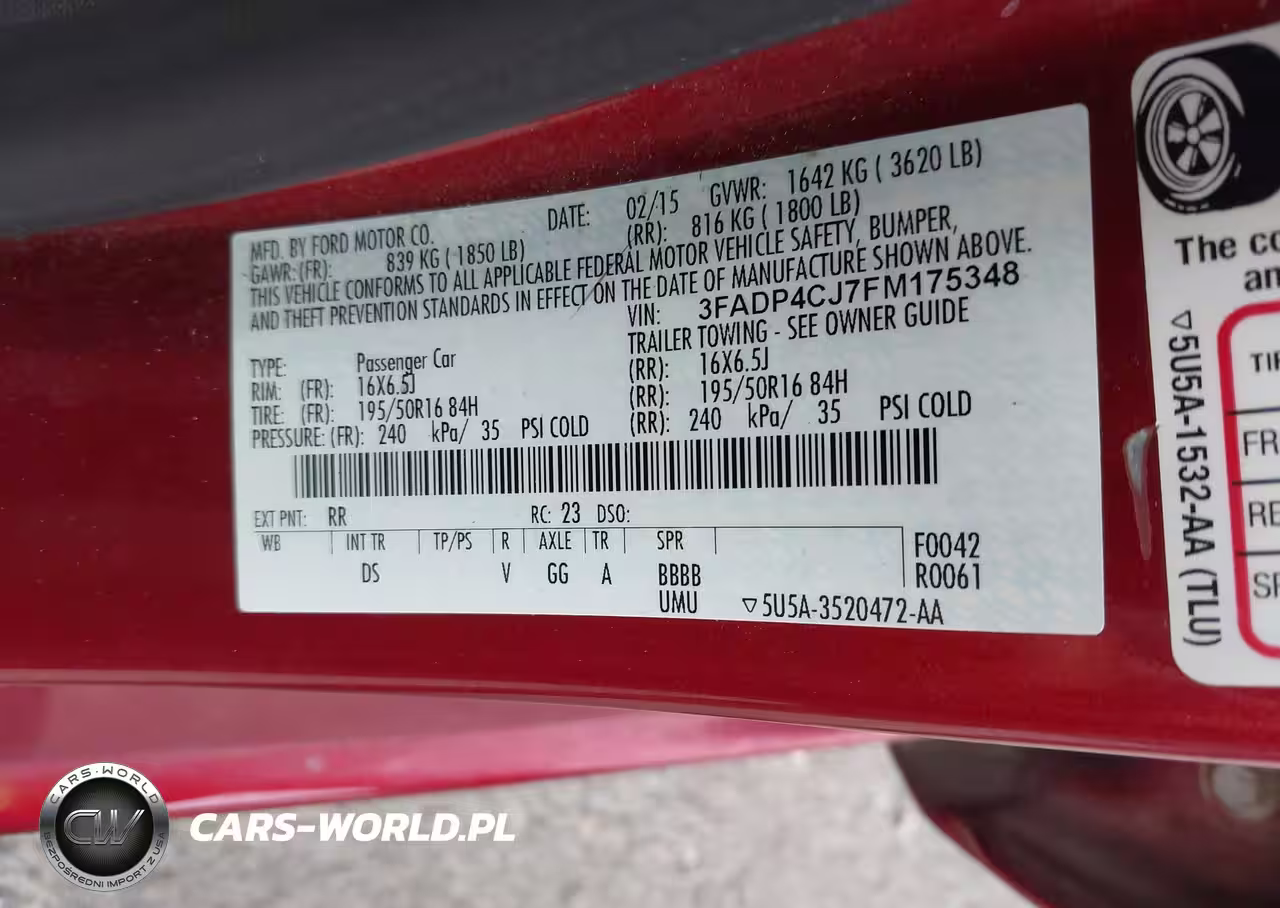 MFD. BY FORD MOTOR CO. DATE: 02/15 GVWR: 1642 KG ( 3620 LB)
GAWR: (FR): 839 KG ( 1850 LB) (RR): 816 KG ( 1800 LB)
THIS VEHICLE CONFORMS TO ALL APPLICABLE FEDERAL MOTOR VEHICLE SAFETY, BUMPER,
AND THEFT PREVENTION STANDARDS IN EFFECT ON THE DATE OF MANUFACTURE SHOWN ABOVE.
VIN: 3FADP4CJ7FM175348
TRAILER TOWING - SEE OWNER GUIDE
TYPE: Passenger Car
RIM: (FR): 16X6.5J (RR): 16X6.5J
TIRE: (FR): 195/50R16 84H (RR): 195/50R16 84H
PRESSURE: (FR): 240 kPa/ 35 PSI COLD (RR): 240 kPa/ 35 PSI COLD
EXT PNT: RR RC: 23 DSO:
WB INT TR TP/PS R AXLE TR SPR F0042
DS V GG A BBBB R0061
UMU ▽5U5A-3520472-AA
The co
an
▽5U5A-1532-AA (TLU)
TIR
FR
RE
SP
CARS-WORLD
CW
BEZPOŚREDNI IMPORT Z USA
CARS-WORLD.PL